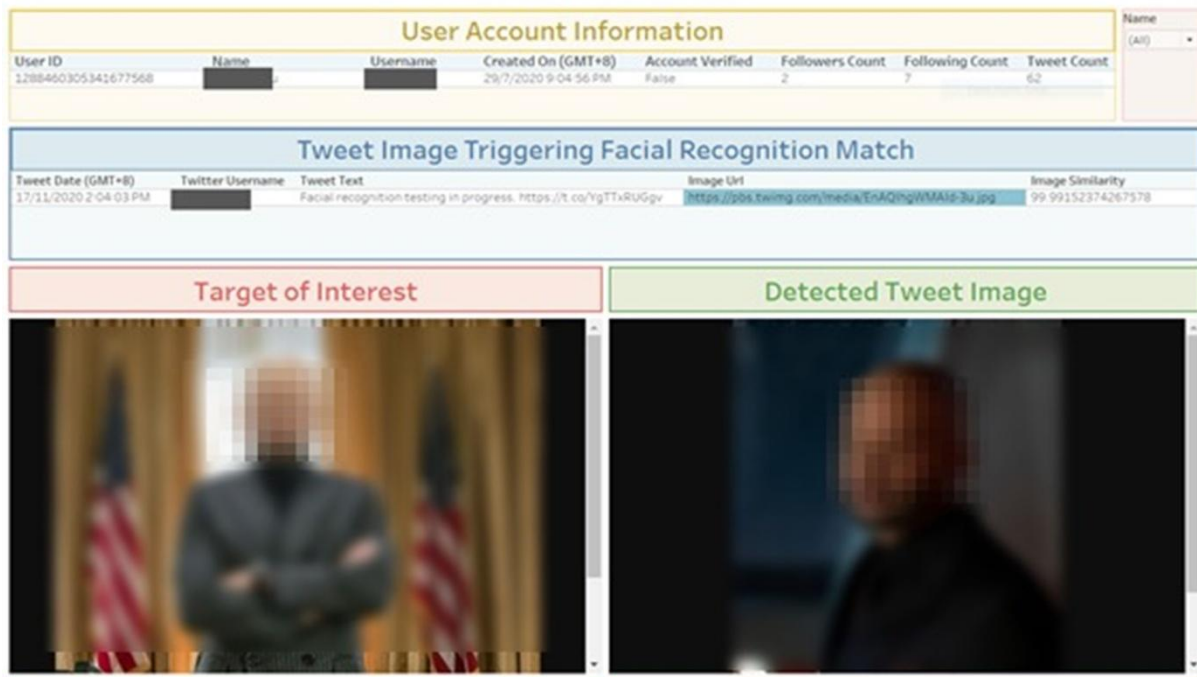 User Account Information
Name
(All)
User ID Name Username Created On (GMT+8) Account Verified Followers Count Following Count Tweet Count
1288460305341677568 29/7/2020 9:04:56 PM False 2 7 62
Tweet Image Triggering Facial Recognition Match
Tweet Date (GMT+8) Twitter Username Tweet Text Image Url Image Similarity
17/11/2020 2:04:03 PM Facial recognition testing in progress. https://t.co/YgTTxRUGgv https://pbs.twimg.com/media/EnAQIhgWMAId-3u.jpg 99.99152374267578
Target of Interest Detected Tweet Image